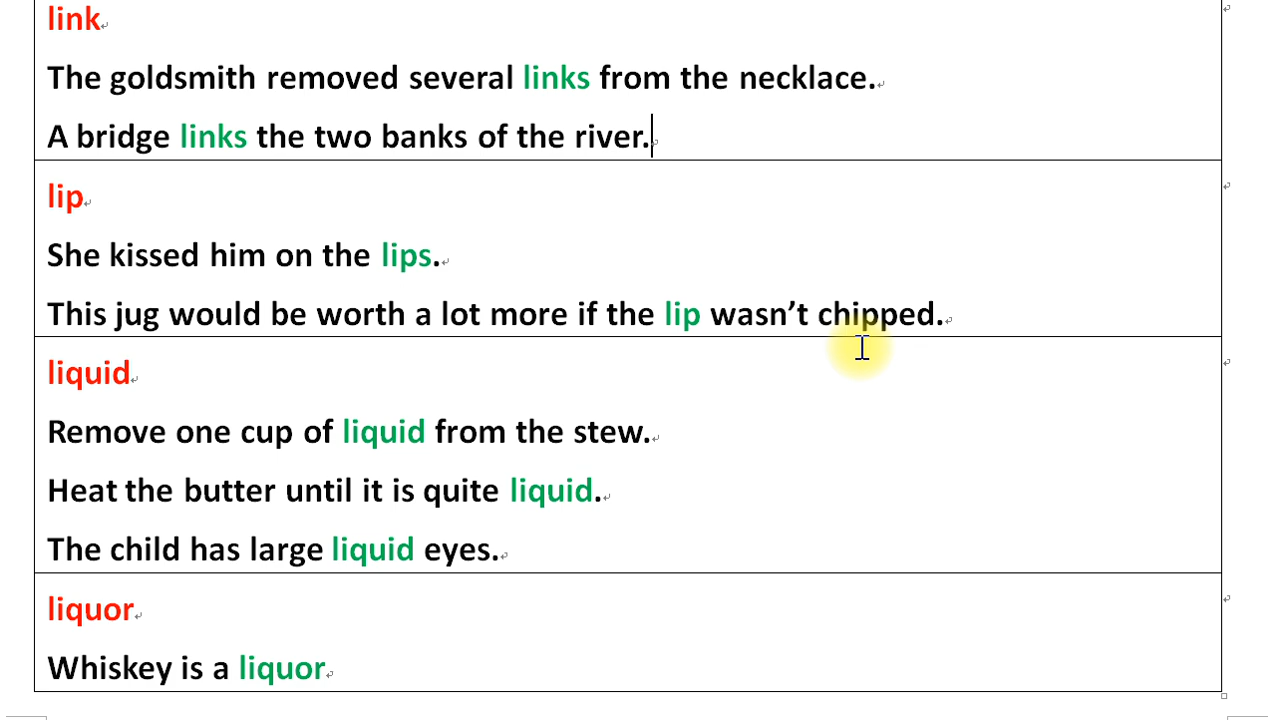 link
The goldsmith removed several links from the necklace.
A bridge links the two banks of the river.
lip
She kissed him on the lips.
This jug would be worth a lot more if the lip wasn’t chipped.
liquid
Remove one cup of liquid from the stew.
Heat the butter until it is quite liquid.
The child has large liquid eyes.
liquor
Whiskey is a liquor